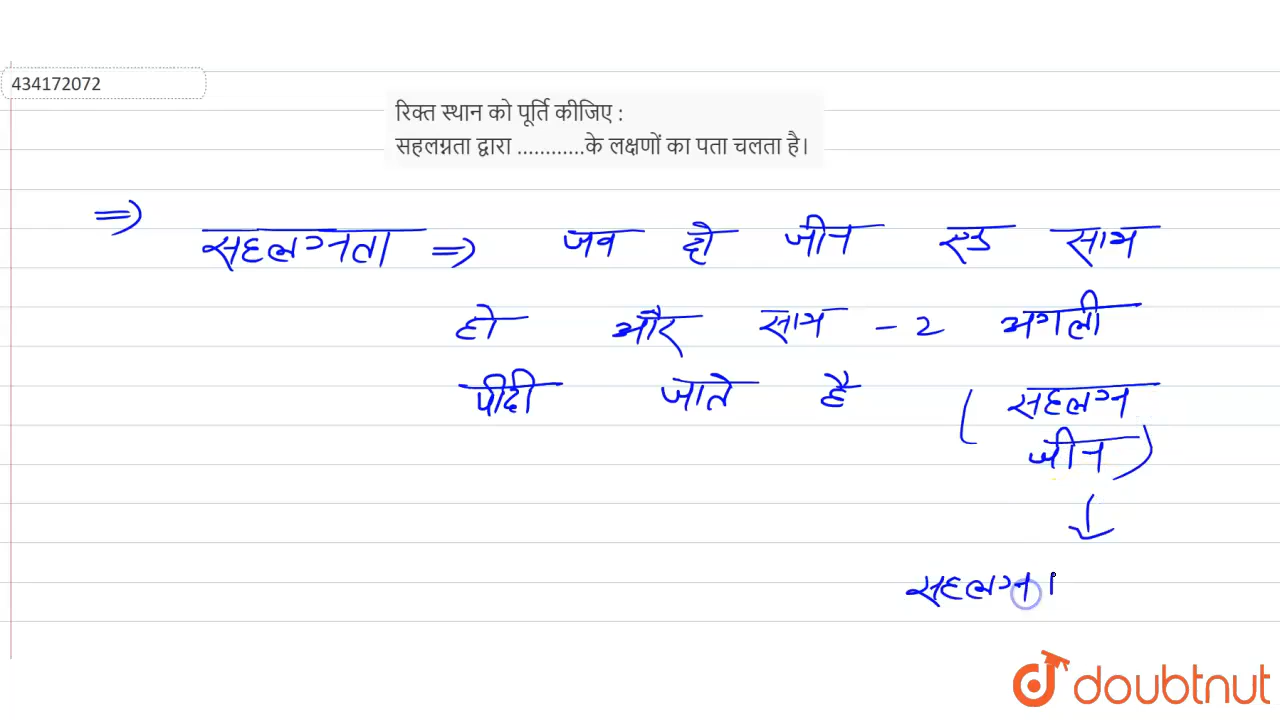 434172072
रिक्त स्थान को पूर्ति कीजिए :
सहलग्नता द्वारा ............के लक्षणों का पता चलता है।
⇒ सहलग्नता ⇒ जब दो जीन एक साथ
हो और साथ - 2 अगली
पीढी जाते है (सहलग्न
जीन)
↓
सहलग्न।
doubtnut